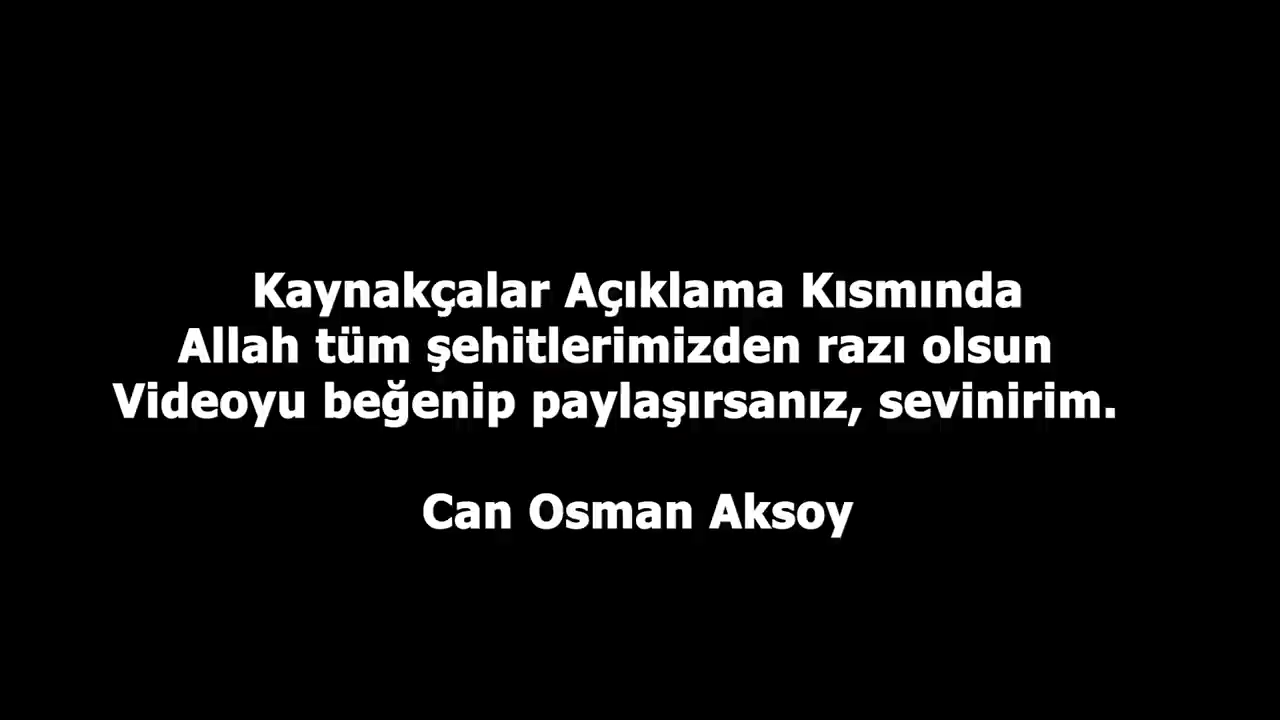 Kaynakçalar Açıklama Kısmında
Allah tüm şehitlerimizden razı olsun
Videoyu beğenip paylaşırsanız, sevinirim.
Can Osman Aksoy